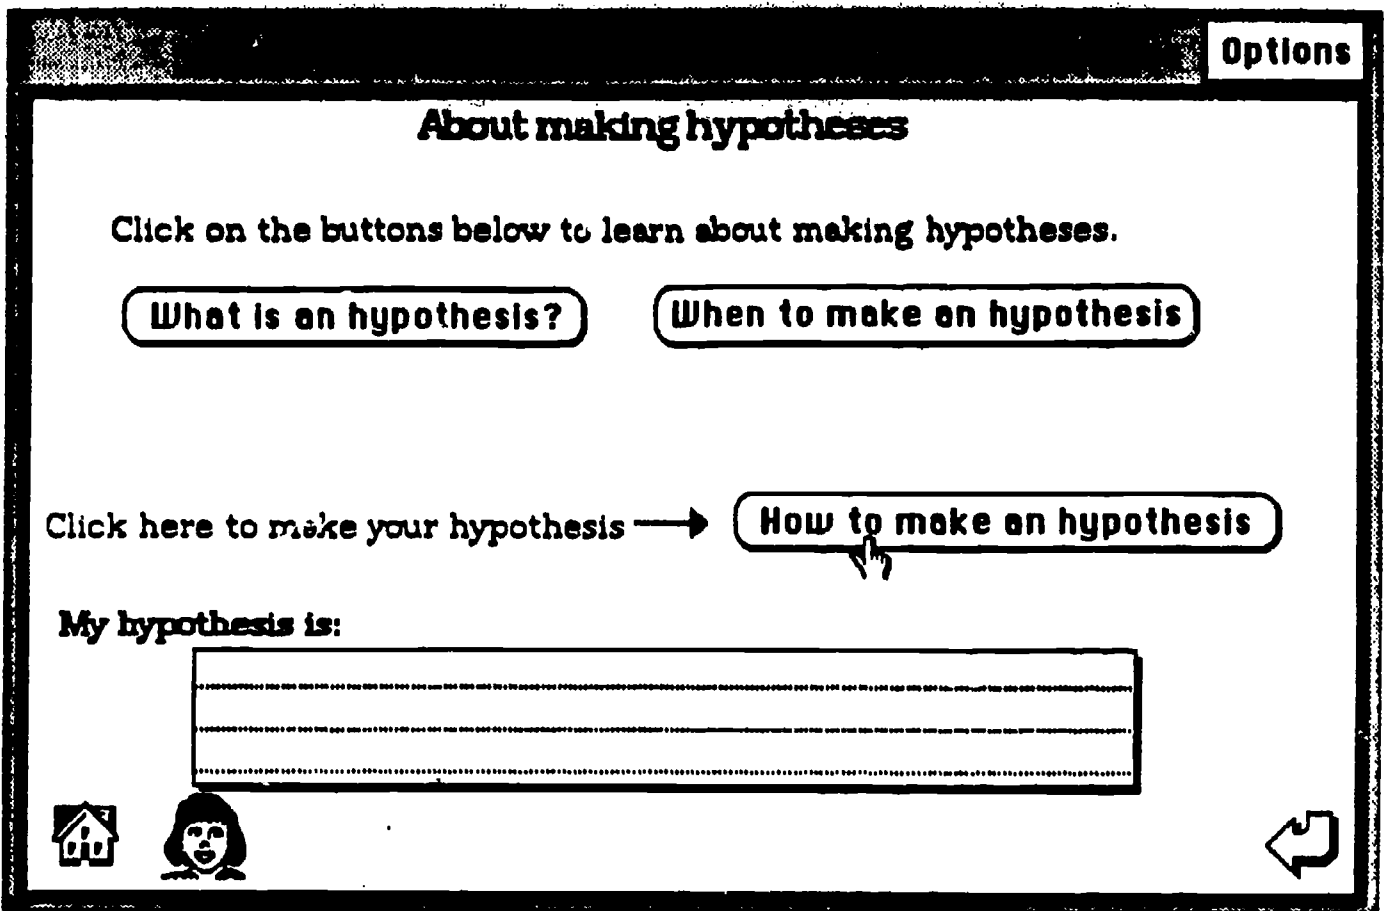 Options
About making hypotheses
Click on the buttons below to learn about making hypotheses.
What is an hypothesis? When to make an hypothesis
Click here to make your hypothesis How to make an hypothesis
My hypothesis is: